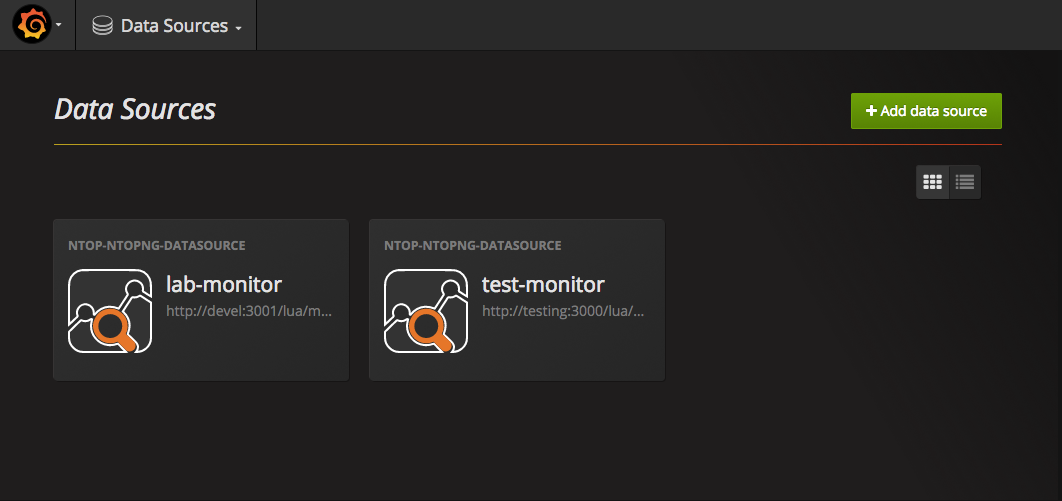 Data Sources
Data Sources
Add data source
NTOP-NTOPNG-DATASOURCE
lab-monitor
http://devel:3001/lua/m...
NTOP-NTOPNG-DATASOURCE
test-monitor
http://testing:3000/lua/...